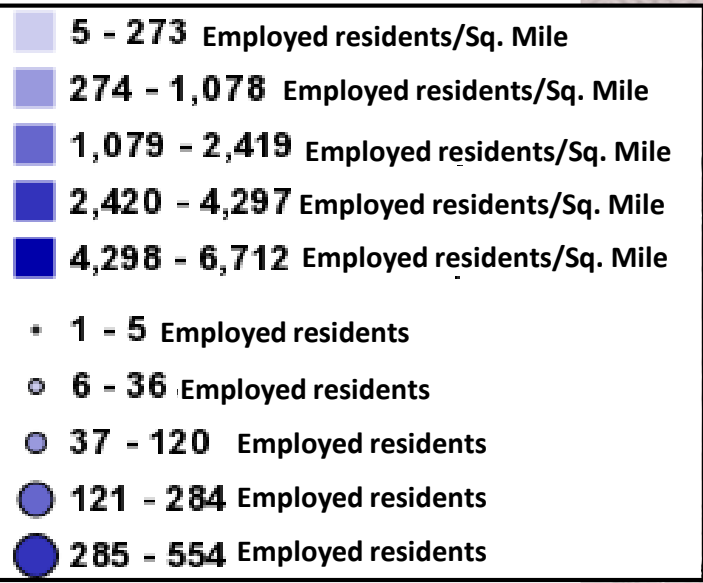 5 - 273 Employed residents/Sq. Mile
274 - 1,078 Employed residents/Sq. Mile
1,079 - 2,419 Employed residents/Sq. Mile
2,420 - 4,297 Employed residents/Sq. Mile
4,298 - 6,712 Employed residents/Sq. Mile
1 - 5 Employed residents
6 - 36 Employed residents
37 - 120 Employed residents
121 - 284 Employed residents
285 - 554 Employed residents